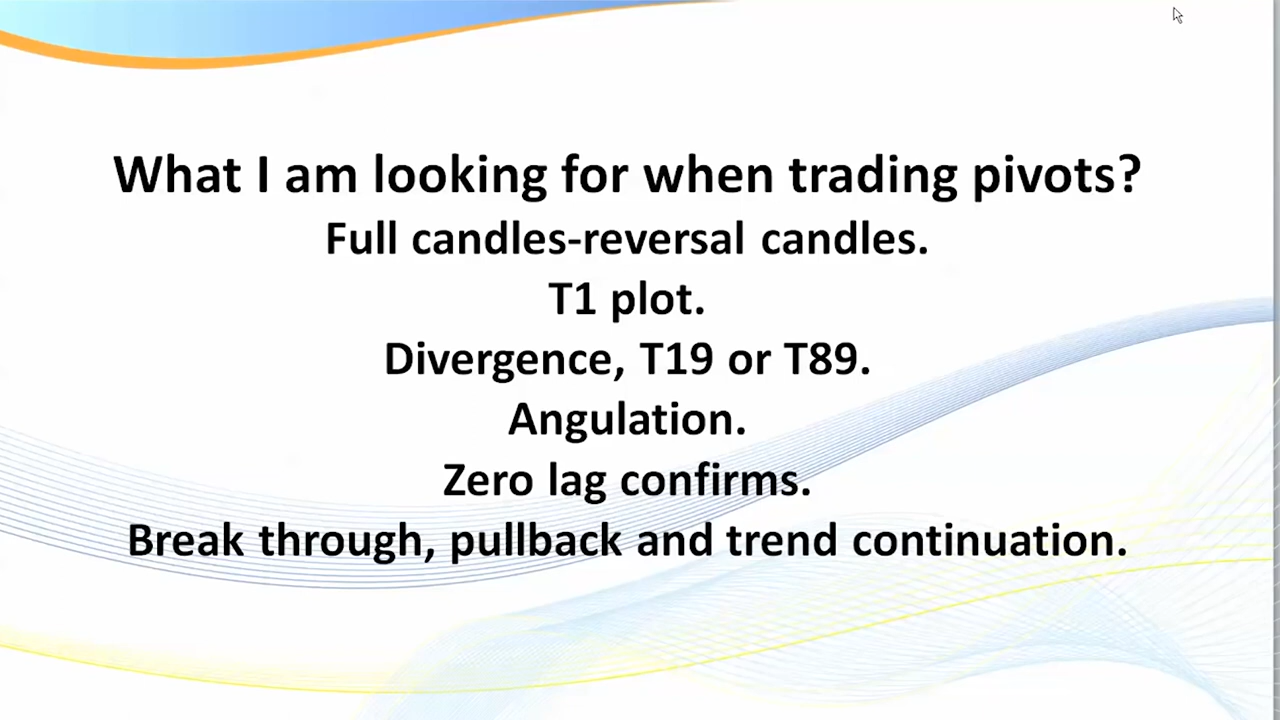 What I am looking for when trading pivots?
Full candles-reversal candles.
T1 plot.
Divergence, T19 or T89.
Angulation.
Zero lag confirms.
Break through, pullback and trend continuation.